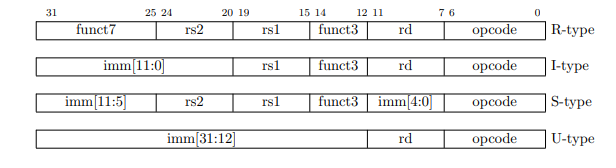 31 25 24 20 19 15 14 12 11 7 6 0
funct7 rs2 rs1 funct3 rd opcode R-type
imm[11:0] rs1 funct3 rd opcode I-type
imm[11:5] rs2 rs1 funct3 imm[4:0] opcode S-type
imm[31:12] rd opcode U-type